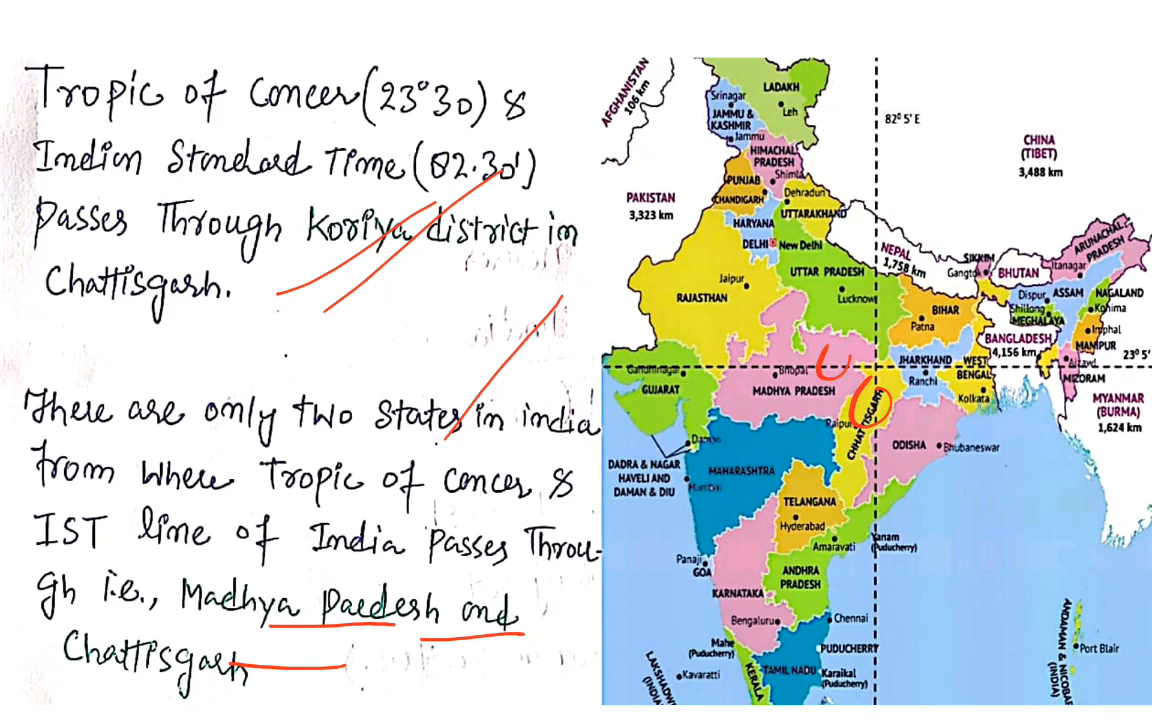 Tropic of Concer (23°30) &
Indian Standard Time (82.30')
passes Through Koriya district in
Chattisgarh.
There are only two states in india
from where Tropic of Concer &
IST line of India passes Throu-
gh i.e., Madhya Paedesh and
Chattisgarh
AFGHANISTAN
106 km
LADAKH
Srinagar
Leh
JAMMU &
KASHMIR
Jammu
82° 5' E
HIMACHAL
PRADESH
CHINA
(TIBET)
3,488 km
Shimla
PUNJAB
CHANDIGARH
Dehradun
UTTARAKHAND
PAKISTAN
3,323 km
HARYANA
DELHI
New Delhi
NEPAL
1,758 km
SIKKIM
Gangtok
BHUTAN
ARUNACHAL
PRADESH
Itanagar
UTTAR PRADESH
Jaipur
RAJASTHAN
Lucknow
Dispur
ASSAM
NAGALAND
Shillong
MEGHALAYA
Kohima
BIHAR
Patna
Imphal
MANIPUR
BANGLADESH
4,156 km
23° 5'
JHARKHAND
Ranchi
WEST
BENGAL
Kolkata
Aizawl
MIZORAM
Gandhinagar
GUJARAT
Bhopal
MADHYA PRADESH
MYANMAR
(BURMA)
1,624 km
Raipur
CHHATTISGARH
ODISHA
Bhubaneswar
Daman
DADRA & NAGAR
HAVELI AND
DAMAN & DIU
MAHARASHTRA
Mumbai
TELANGANA
Hyderabad
Amaravati
Yanam
(Puducherry)
Panaji
GOA
ANDHRA
PRADESH
KARNATAKA
Bengaluru
Chennai
Mahe
(Puducherry)
PUDUCHERRY
TAMIL NADU
Karaikal
(Puducherry)
KERALA
LAKSHADW
(INDIA)
Kavaratti
ANDAMAN & NICOBAR
(INDIA)
Port Blair